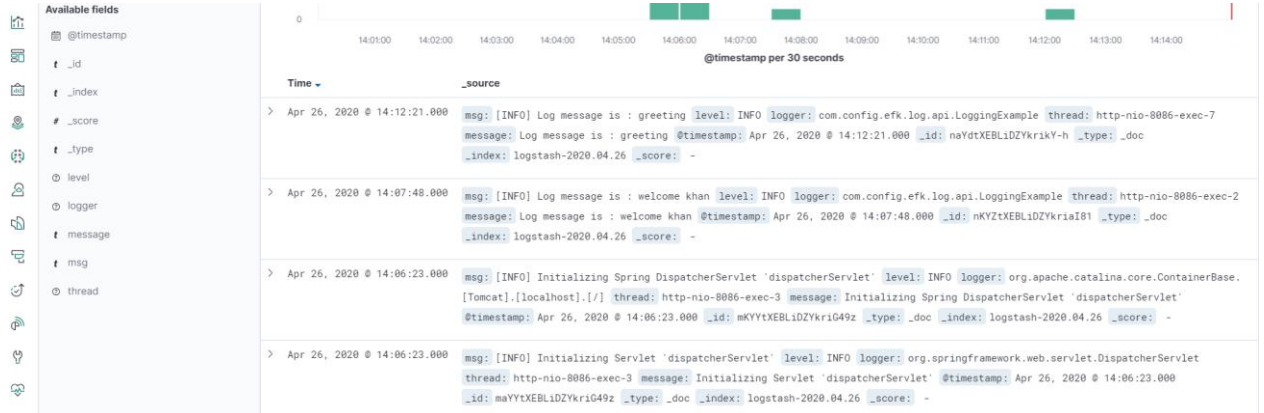 Available fields
@timestamp
t _id
t _index
# _score
t _type
level
logger
t message
t msg
thread
0
14:01:00 14:02:00 14:03:00 14:04:00 14:05:00 14:06:00 14:07:00 14:08:00 14:09:00 14:10:00 14:11:00 14:12:00 14:13:00 14:14:00
@timestamp per 30 seconds
Time _source
Apr 26, 2020 @ 14:12:21.000 msg: [INFO] Log message is : greeting level: INFO logger: com.config.efk.log.api.LoggingExample thread: http-nio-8086-exec-7
message: Log message is : greeting @timestamp: Apr 26, 2020 @ 14:12:21.000 _id: naYdtXEBLiDZYkrikY-h _type: _doc
_index: logstash-2020.04.26 _score: -
Apr 26, 2020 @ 14:07:48.000 msg: [INFO] Log message is : welcome khan level: INFO logger: com.config.efk.log.api.LoggingExample thread: http-nio-8086-exec-2
message: Log message is : welcome khan @timestamp: Apr 26, 2020 @ 14:07:48.000 _id: nKYZtXEBLiDZYkriaI81 _type: _doc
_index: logstash-2020.04.26 _score: -
Apr 26, 2020 @ 14:06:23.000 msg: [INFO] Initializing Spring DispatcherServlet 'dispatcherServlet' level: INFO logger: org.apache.catalina.core.ContainerBase.
[Tomcat].[localhost].[/] thread: http-nio-8086-exec-3 message: Initializing Spring DispatcherServlet 'dispatcherServlet'
@timestamp: Apr 26, 2020 @ 14:06:23.000 _id: mKYYtXEBLiDZYkriG49z _type: _doc _index: logstash-2020.04.26 _score: -
Apr 26, 2020 @ 14:06:23.000 msg: [INFO] Initializing Servlet 'dispatcherServlet' level: INFO logger: org.springframework.web.servlet.DispatcherServlet
thread: http-nio-8086-exec-3 message: Initializing Servlet 'dispatcherServlet' @timestamp: Apr 26, 2020 @ 14:06:23.000
_id: maYYtXEBLiDZYkriG49z _type: _doc _index: logstash-2020.04.26 _score: -